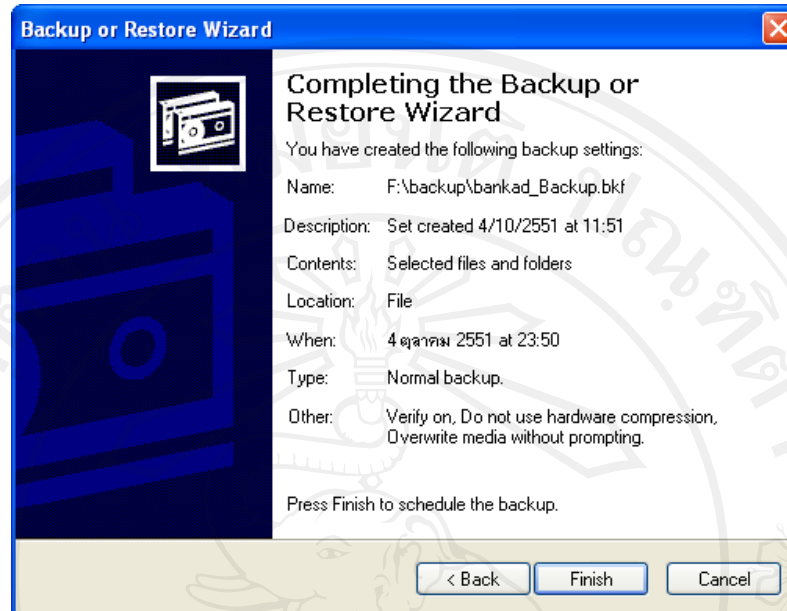 Backup or Restore Wizard
Completing the Backup or
Restore Wizard
You have created the following backup settings:
Name: F:\backup\bankad_Backup.bkf
Description: Set created 4/10/2551 at 11:51
Contents: Selected files and folders
Location: File
When: 4 ตุลาคม 2551 at 23:50
Type: Normal backup.
Other: Verify on, Do not use hardware compression,
Overwrite media without prompting.
Press Finish to schedule the backup.
< Back Finish Cancel